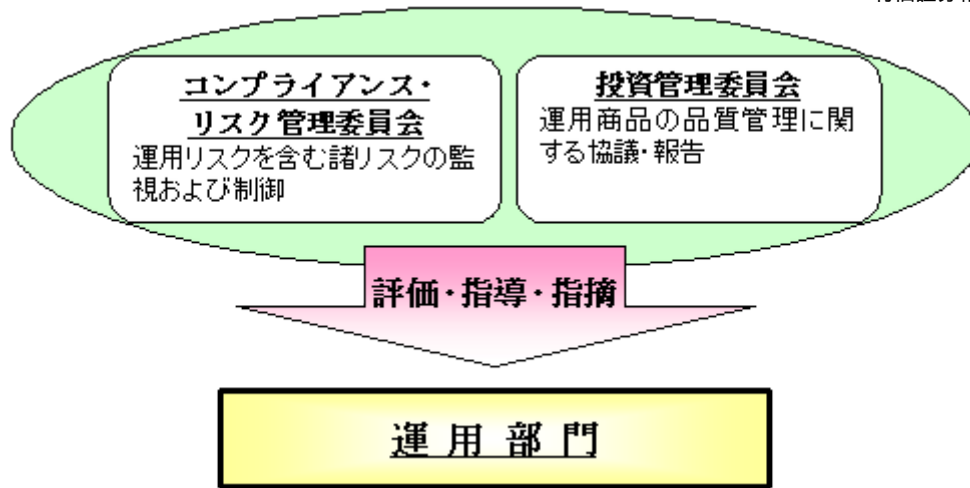 コンプライアンス・
リスク管理委員会
運用リスクを含む諸リスクの監
視および制御
投資管理委員会
運用商品の品質管理に関
する協議・報告
評価・指導・指摘
運用部門